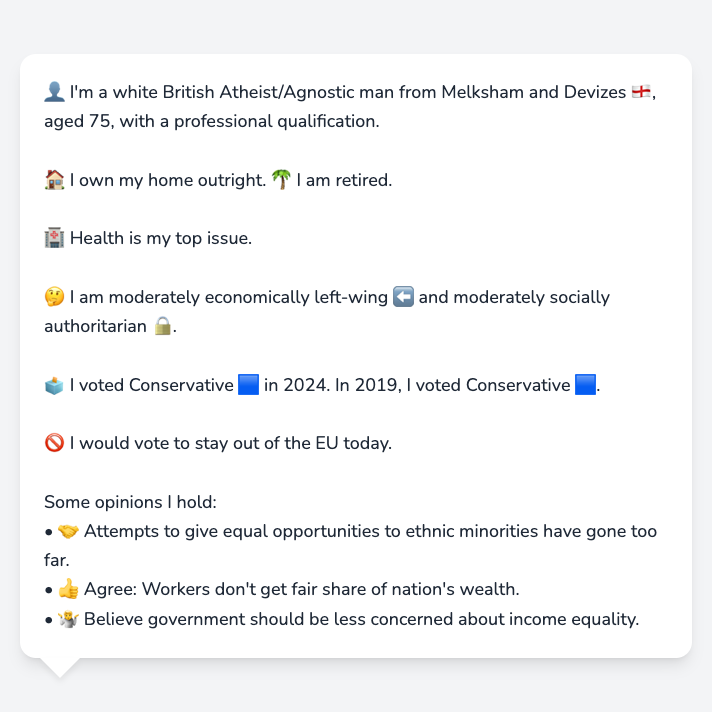 👤 I'm a white British Atheist/Agnostic man from Melksham and Devizes 🏴󠁧󠁢󠁥󠁮󠁧󠁿,
aged 75, with a professional qualification.
🏠 I own my home outright. 🌴 I am retired.
🏥 Health is my top issue.
🤔 I am moderately economically left-wing ⬅️ and moderately socially
authoritarian 🔒.
🗳️ I voted Conservative 🟦 in 2024. In 2019, I voted Conservative 🟦.
🚫 I would vote to stay out of the EU today.
Some opinions I hold:
• 🤝 Attempts to give equal opportunities to ethnic minorities have gone too
far.
• 👍 Agree: Workers don't get fair share of nation's wealth.
• 🤷 Believe government should be less concerned about income equality.